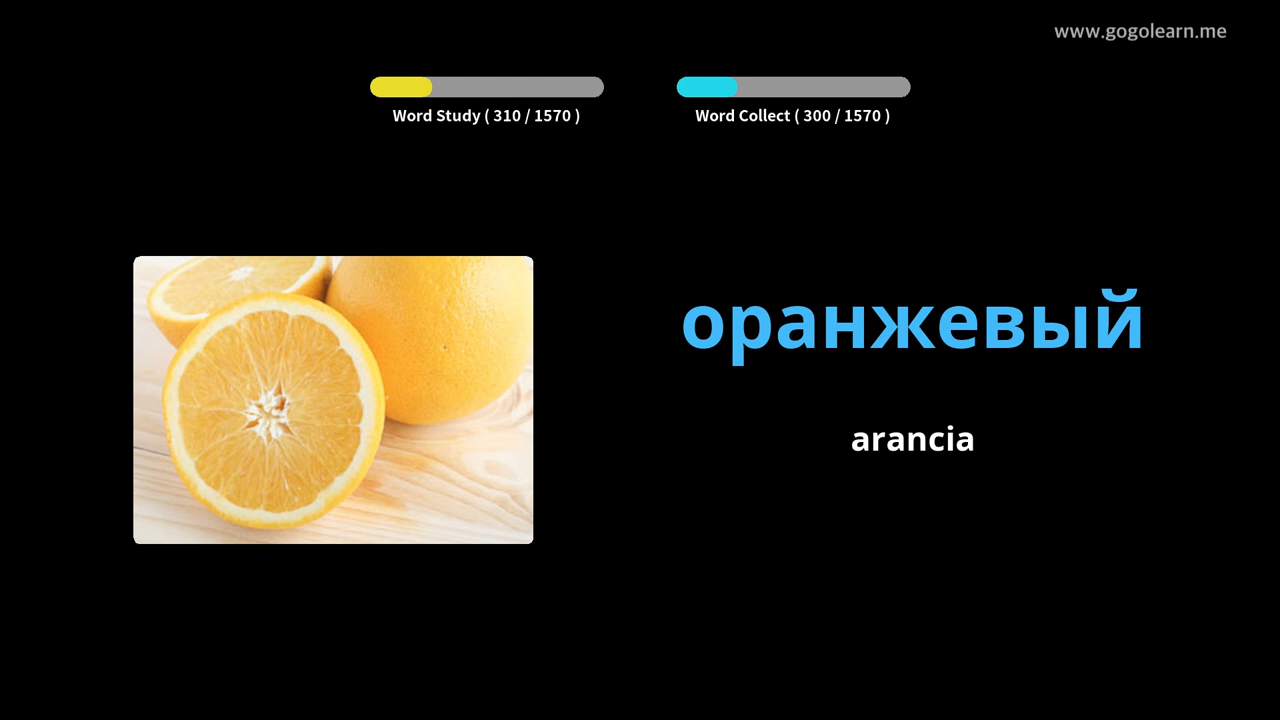 www.gogolearn.me
Word Study ( 310 / 1570 )
Word Collect ( 300 / 1570 )
оранжевый
arancia